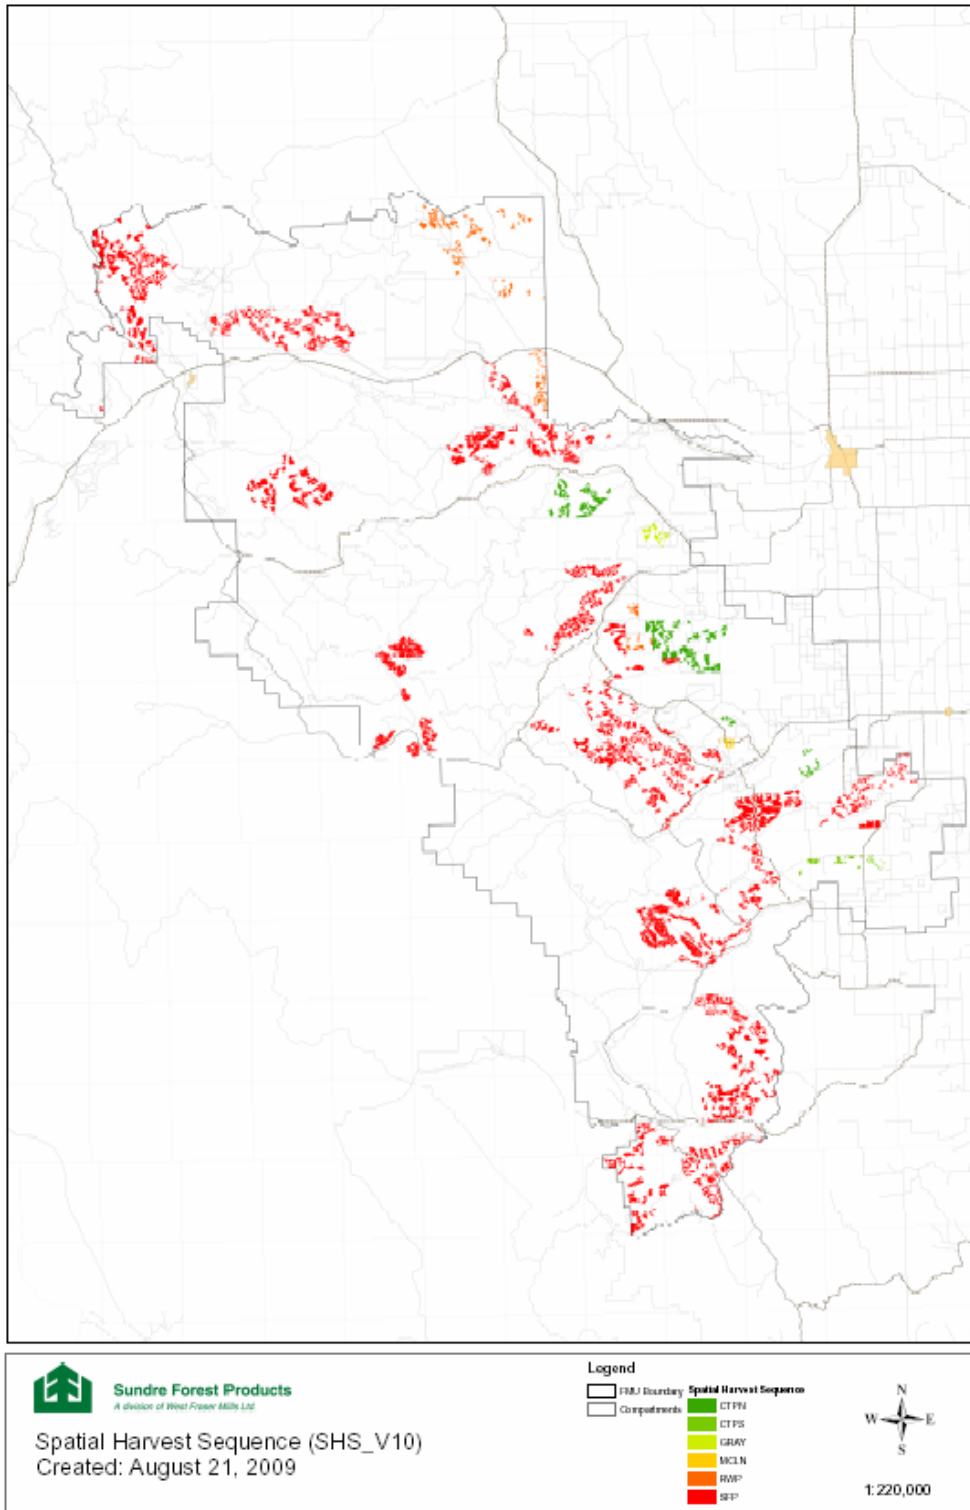 Sundre Forest Products
A division of West Fraser Mills Ltd.
Spatial Harvest Sequence (SHS_V10)
Created: August 21, 2009
Legend
FMU Boundary
Compartments
Spatial Harvest Sequence
CTPN
CTPS
GRAY
MCLN
RWP
SFP
N
W E
S
1:220,000